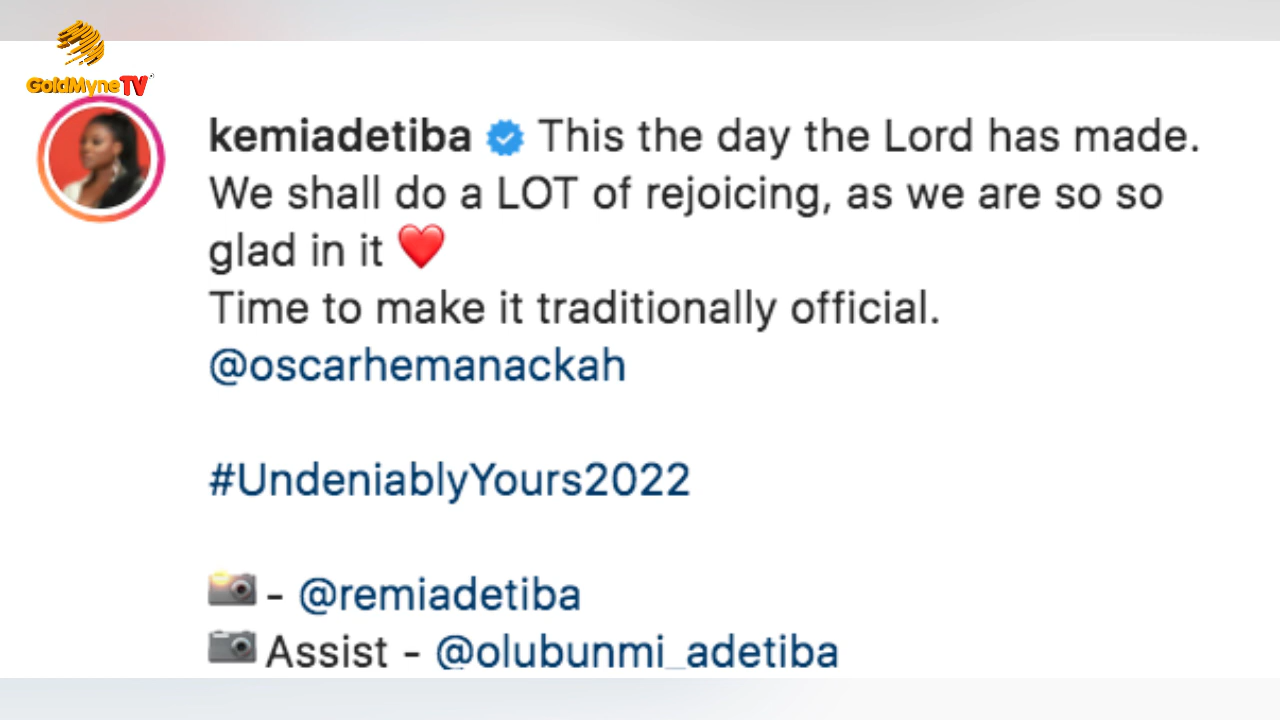 GoldMyneTV
kemiadetiba This the day the Lord has made.
We shall do a LOT of rejoicing, as we are so so
glad in it ❤️
Time to make it traditionally official.
@oscarhemanackah
#UndeniablyYours2022
📸 - @remiadetiba
📷 Assist - @olubunmi_adetiba